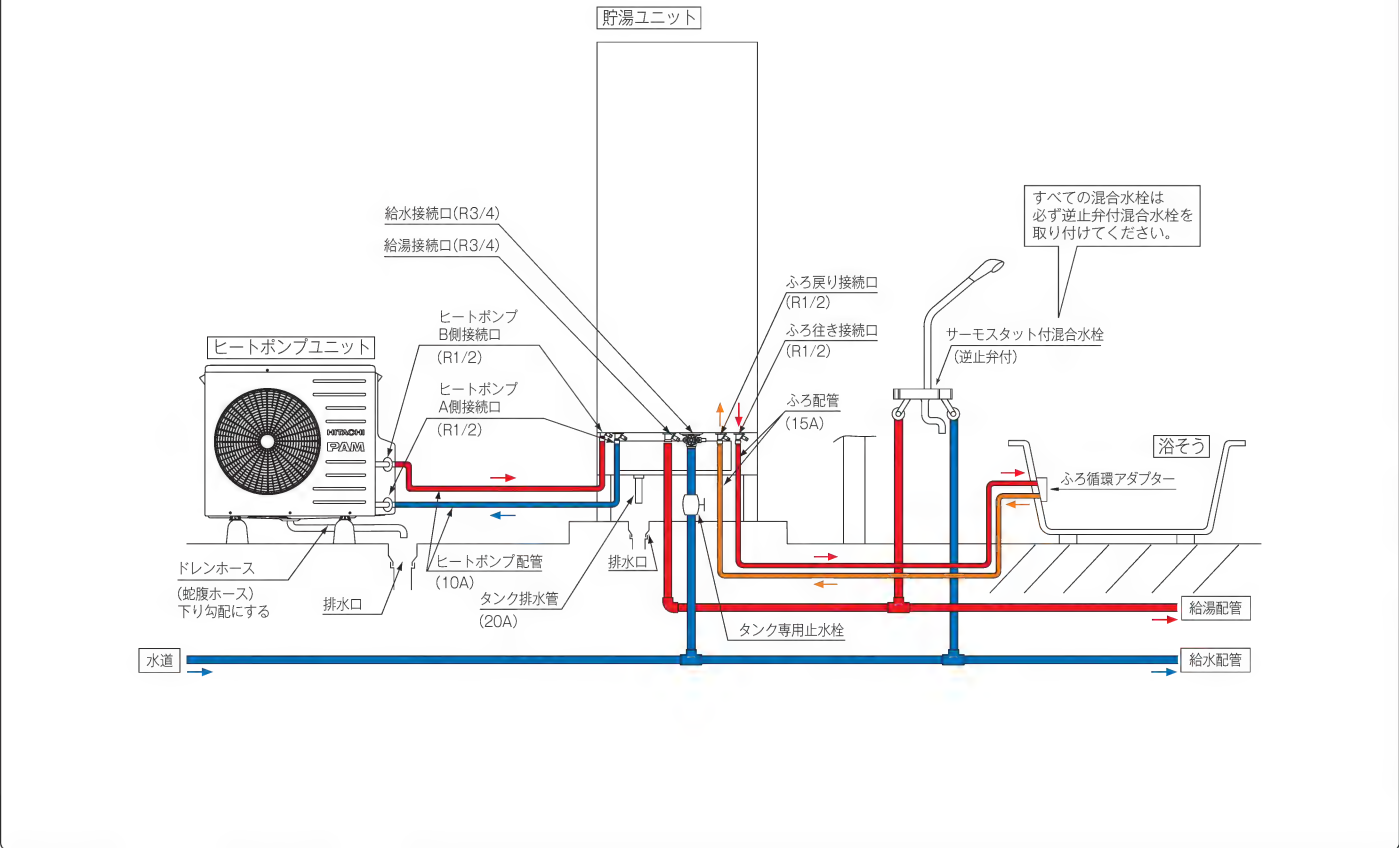 貯湯ユニット
給水接続口(R3/4)
給湯接続口(R3/4)
すべての混合水栓は
必ず逆止弁付混合水栓を
取り付けてください。
ふろ戻り接続口
(R1/2)
ふろ往き接続口
(R1/2)
サーモスタット付混合水栓
(逆止弁付)
ヒートポンプ
B側接続口
(R1/2)
ヒートポンプユニット
ヒートポンプ
A側接続口
(R1/2)
ふろ配管
(15A)
HITACHI
PAM
浴そう
ふろ循環アダプター
ドレンホース
(蛇腹ホース)
下り勾配にする
排水口
ヒートポンプ配管
(10A)
タンク排水管
(20A)
排水口
タンク専用止水栓
給湯配管
水道
給水配管